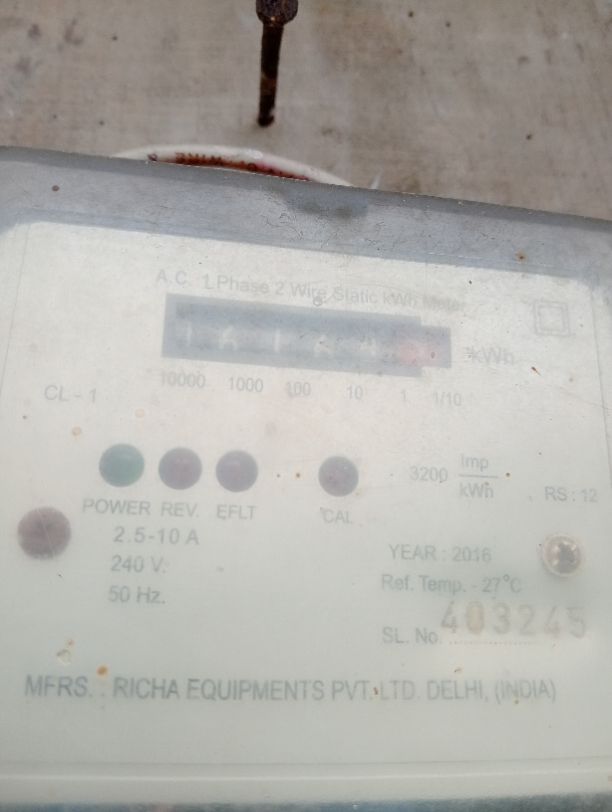 A.C. 1 Phase 2 Wire Static kWh Meter
kWh
10000 1000 100 10 1 1/10
CL - 1
3200 Imp
kWh
RS : 12
POWER REV. EFLT CAL
2.5-10 A
240 V.
50 Hz.
YEAR : 2016
Ref. Temp. - 27°C
SL. No. 403245
MFRS. : RICHA EQUIPMENTS PVT. LTD. DELHI, (INDIA)